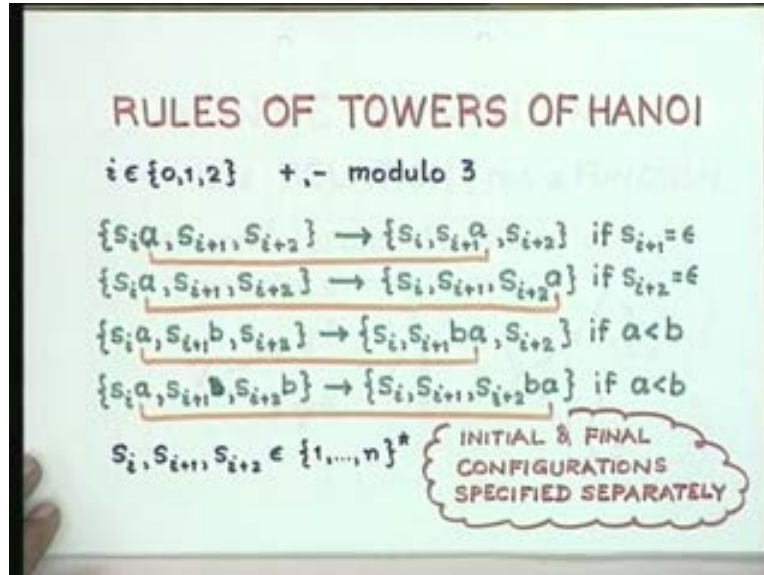 RULES OF TOWERS OF HANOI
i ∈ {0,1,2} +,- modulo 3
{Sᵢa, Sᵢ₊₁, Sᵢ₊₂} → {Sᵢ, Sᵢ₊₁a, Sᵢ₊₂} if Sᵢ₊₁=ϵ
{Sᵢa, Sᵢ₊₁, Sᵢ₊₂} → {Sᵢ, Sᵢ₊₁, Sᵢ₊₂a} if Sᵢ₊₂=ϵ
{Sᵢa, Sᵢ₊₁b, Sᵢ₊₂} → {Sᵢ, Sᵢ₊₁ba, Sᵢ₊₂} if a<b
{Sᵢa, Sᵢ₊₁, Sᵢ₊₂b} → {Sᵢ, Sᵢ₊₁, Sᵢ₊₂ba} if a<b
Sᵢ, Sᵢ₊₁, Sᵢ₊₂ ∈ {1,...,n}*
INITIAL & FINAL
CONFIGURATIONS
SPECIFIED SEPARATELY